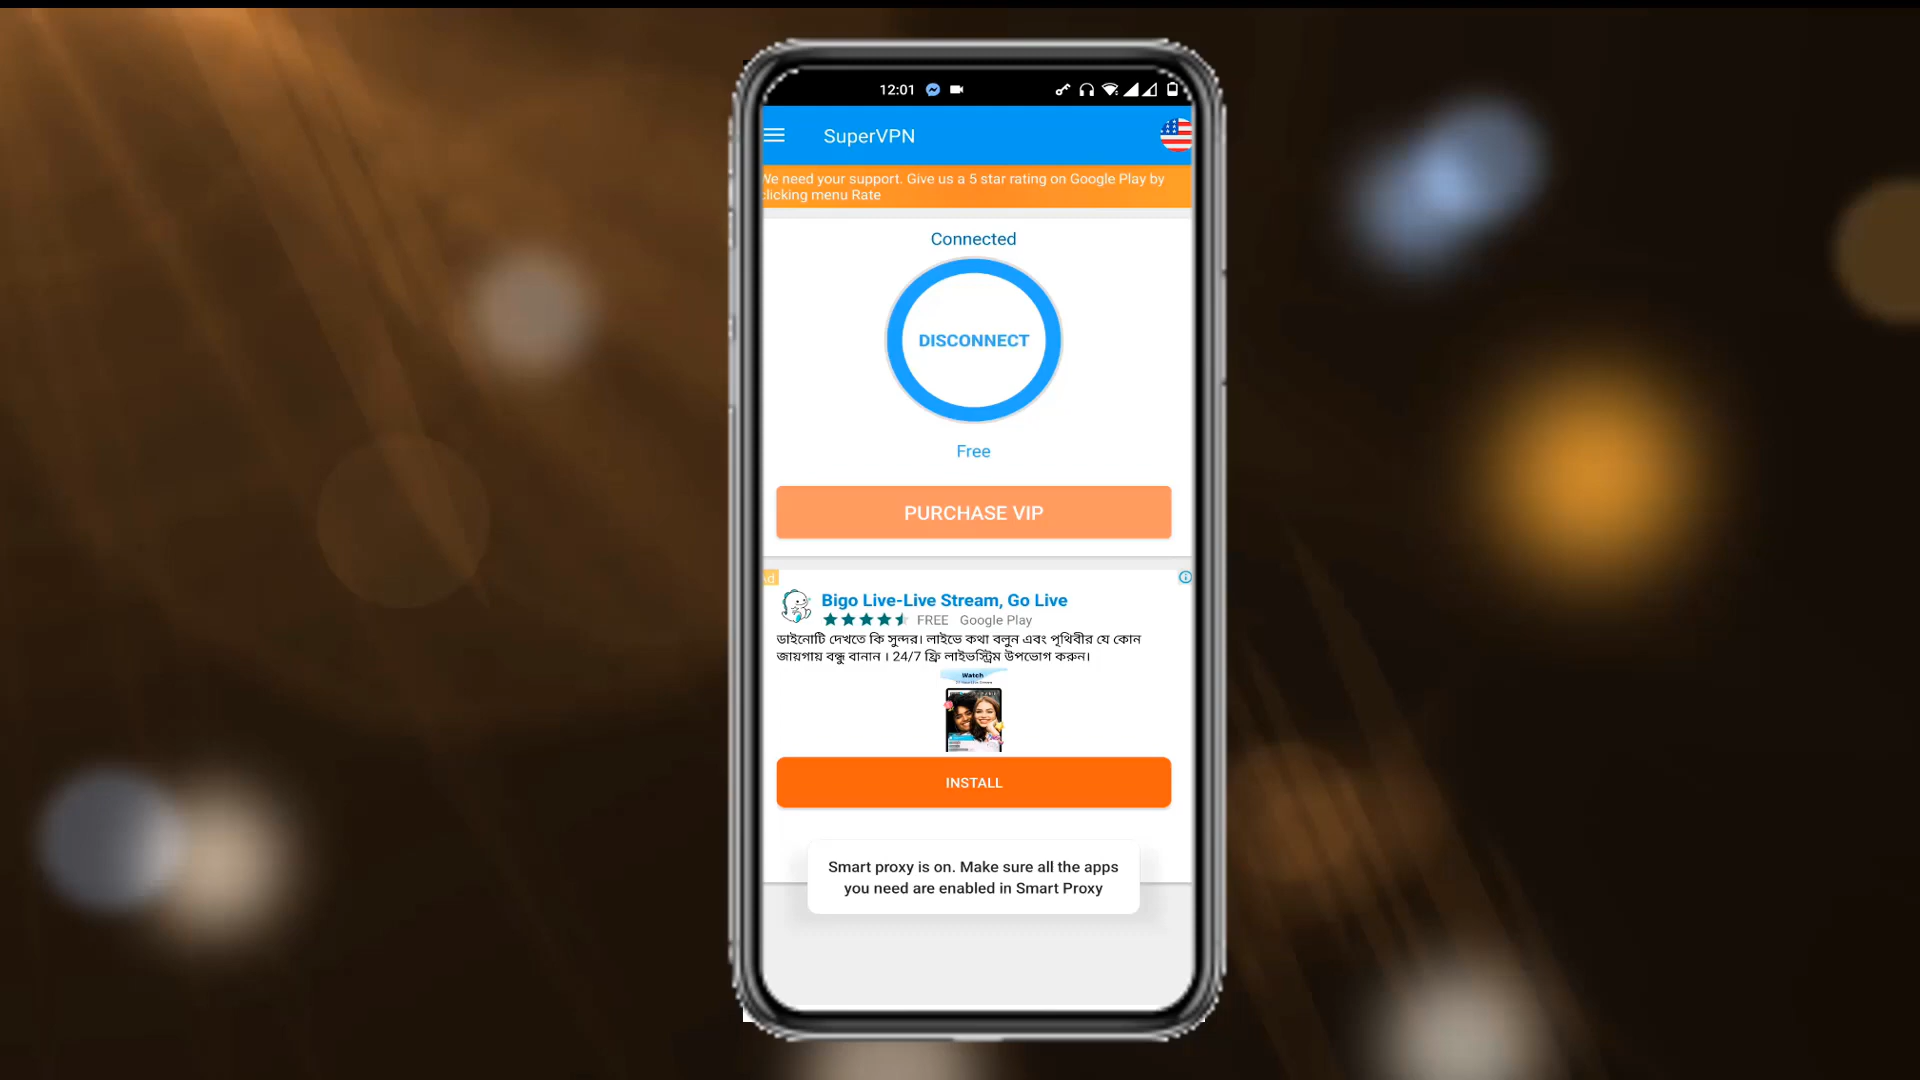 12:01
SuperVPN
We need your support. Give us a 5 star rating on Google Play by
clicking menu Rate
Connected
DISCONNECT
Free
PURCHASE VIP
Ad
Bigo Live-Live Stream, Go Live
FREE Google Play
ডাইনোটি দেখতে কি সুন্দর। লাইভে কথা বলুন এবং পৃথিবীর যে কোন
জায়গায় বন্ধু বানান । 24/7 ফ্রি লাইভস্ট্রিম উপভোগ করুন।
Watch
INSTALL
Smart proxy is on. Make sure all the apps
you need are enabled in Smart Proxy